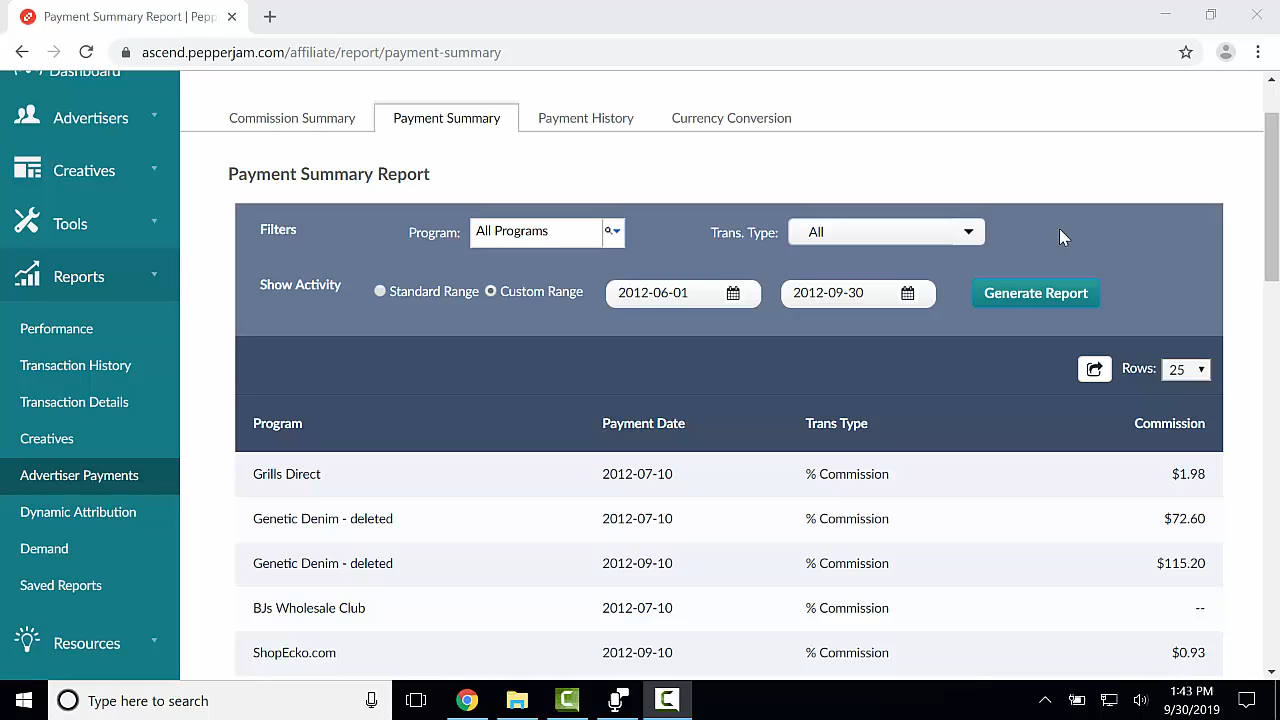 Payment Summary Report | Pepp
ascend.pepperjam.com/affiliate/report/payment-summary
Dashboard
Advertisers
Creatives
Tools
Reports
Performance
Transaction History
Transaction Details
Creatives
Advertiser Payments
Dynamic Attribution
Demand
Saved Reports
Resources
Commission Summary Payment Summary Payment History Currency Conversion
Payment Summary Report
Filters Program: All Programs Trans. Type: All
Show Activity Standard Range Custom Range 2012-06-01 2012-09-30 Generate Report
Rows: 25
Program Payment Date Trans Type Commission
Grills Direct 2012-07-10 % Commission $1.98
Genetic Denim - deleted 2012-07-10 % Commission $72.60
Genetic Denim - deleted 2012-09-10 % Commission $115.20
BJs Wholesale Club 2012-07-10 % Commission --
ShopEcko.com 2012-09-10 % Commission $0.93
Type here to search
1:43 PM
9/30/2019